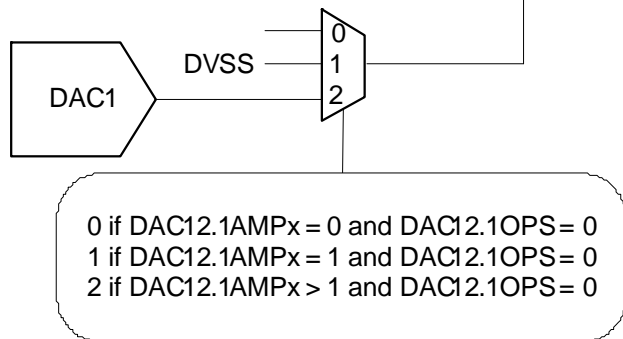 0
DVSS 1
DAC1
2
0 if DAC12.1AMPx = 0 and DAC12.1OPS = 0
1 if DAC12.1AMPx = 1 and DAC12.1OPS = 0
2 if DAC12.1AMPx > 1 and DAC12.1OPS = 0